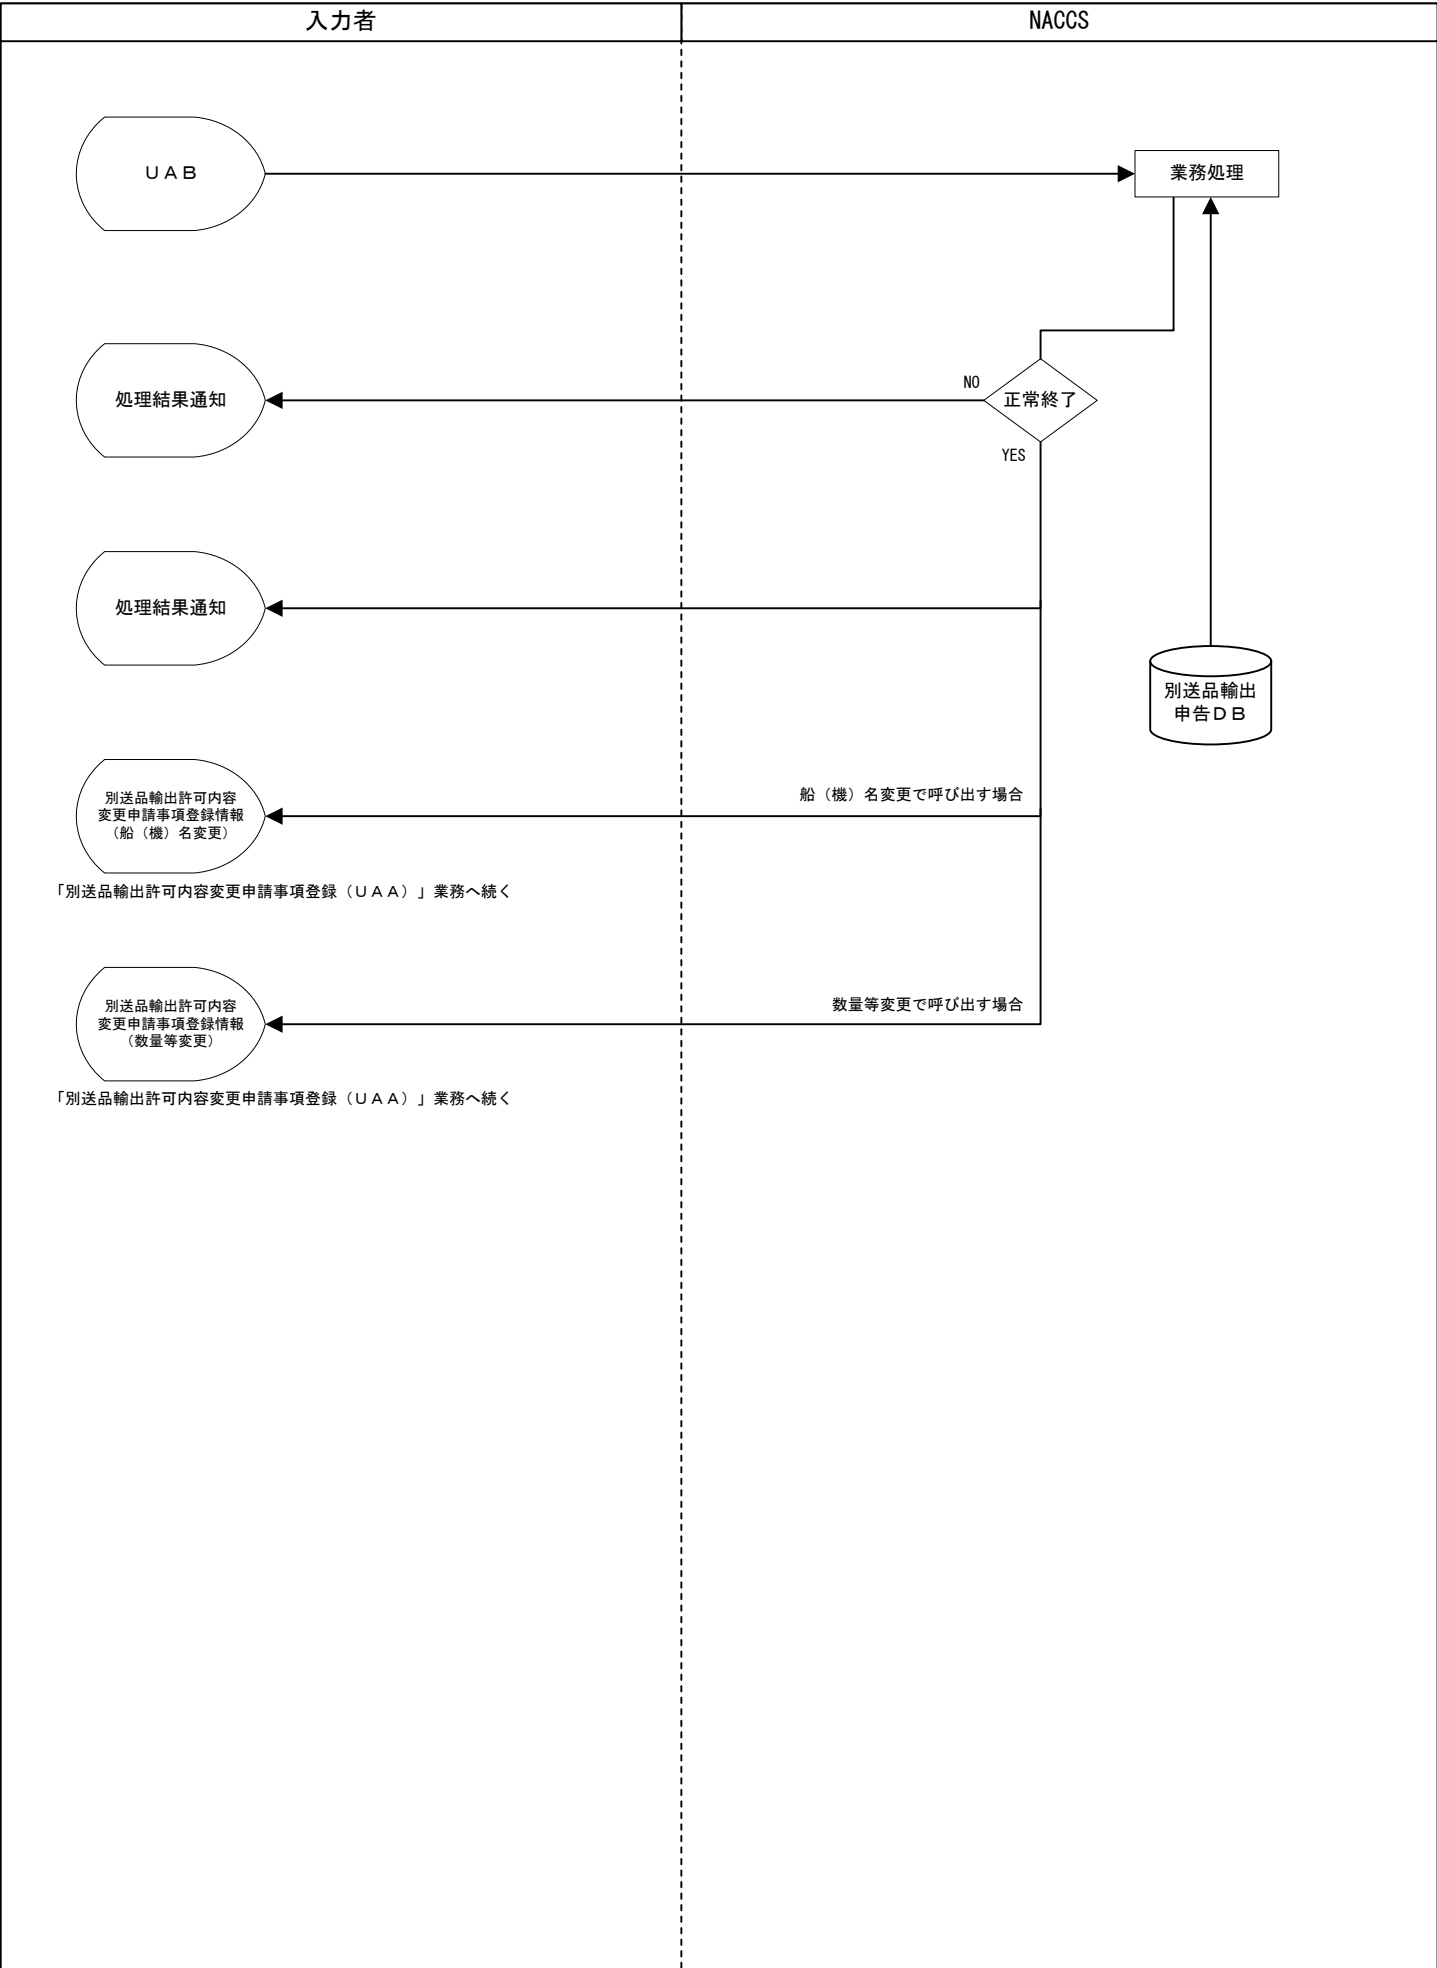 入力者
NACCS
ＵＡＢ
業務処理
処理結果通知
NO
正常終了
YES
処理結果通知
別送品輸出
申告ＤＢ
別送品輸出許可内容
変更申請事項登録情報
（船（機）名変更）
船（機）名変更で呼び出す場合
「別送品輸出許可内容変更申請事項登録（ＵＡＡ）」業務へ続く
別送品輸出許可内容
変更申請事項登録情報
（数量等変更）
数量等変更で呼び出す場合
「別送品輸出許可内容変更申請事項登録（ＵＡＡ）」業務へ続く